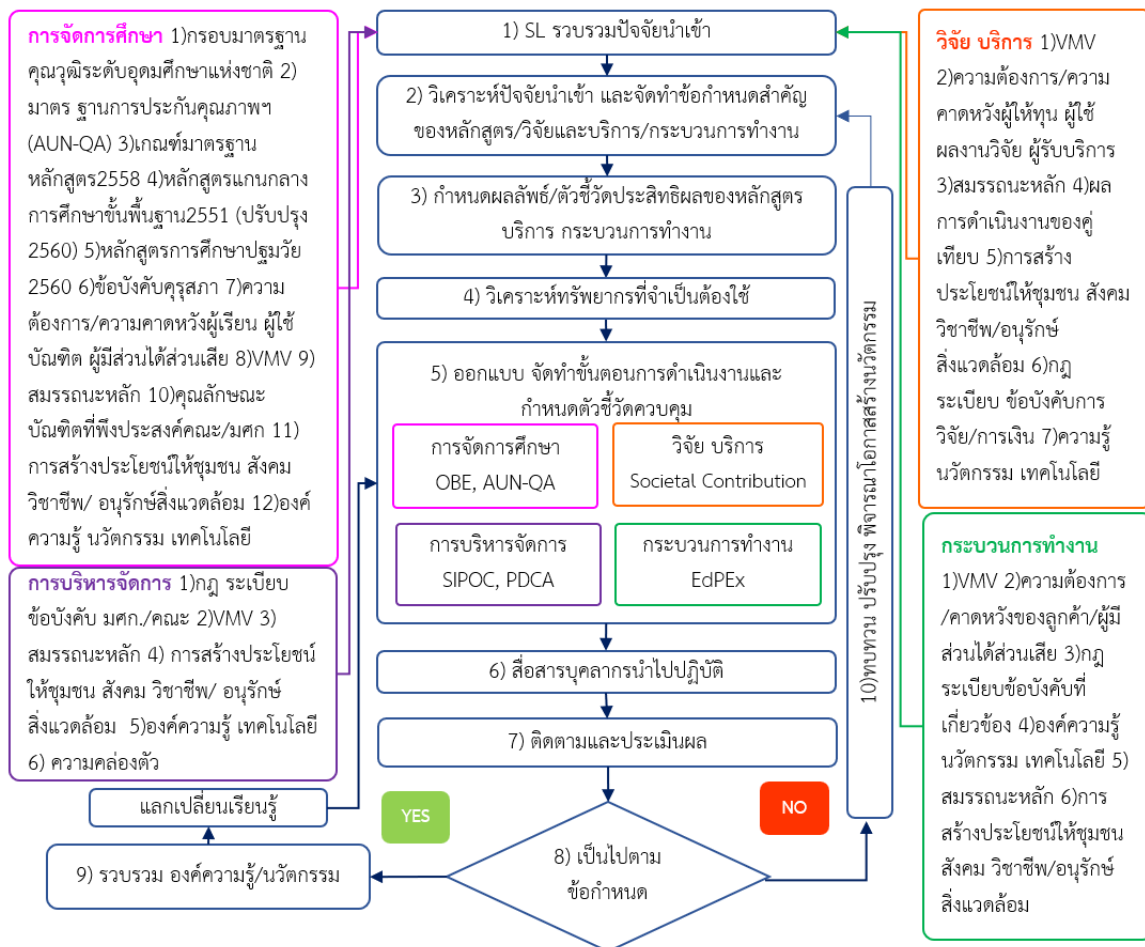 การจัดการศึกษา 1)กรอบมาตรฐาน
คุณวุฒิระดับอุดมศึกษาแห่งชาติ 2)
มาตร ฐานการประกันคุณภาพฯ
(AUN-QA) 3)เกณฑ์มาตรฐาน
หลักสูตร2558 4)หลักสูตรแกนกลาง
การศึกษาขั้นพื้นฐาน2551 (ปรับปรุง
2560) 5)หลักสูตรการศึกษาปฐมวัย
2560 6)ข้อบังคับคุรุสภา 7)ความ
ต้องการ/ความคาดหวังผู้เรียน ผู้ใช้
บัณฑิต ผู้มีส่วนได้ส่วนเสีย 8)VMV 9)
สมรรถนะหลัก 10)คุณลักษณะ
บัณฑิตที่พึงประสงค์คณะ/มศก 11)
การสร้างประโยชน์ให้ชุมชน สังคม
วิชาชีพ/ อนุรักษ์สิ่งแวดล้อม 12)องค์
ความรู้ นวัตกรรม เทคโนโลยี
การบริหารจัดการ 1)กฎ ระเบียบ
ข้อบังคับ มศก./คณะ 2)VMV 3)
สมรรถนะหลัก 4) การสร้างประโยชน์
ให้ชุมชน สังคม วิชาชีพ/ อนุรักษ์
สิ่งแวดล้อม 5)องค์ความรู้ เทคโนโลยี
6) ความคล่องตัว
1) SL รวบรวมปัจจัยนำเข้า
2) วิเคราะห์ปัจจัยนำเข้า และจัดทำข้อกำหนดสำคัญ
ของหลักสูตร/วิจัยและบริการ/กระบวนการทำงาน
3) กำหนดผลลัพธ์/ตัวชี้วัดประสิทธิผลของหลักสูตร
บริการ กระบวนการทำงาน
4) วิเคราะห์ทรัพยากรที่จำเป็นต้องใช้
5) ออกแบบ จัดทำขั้นตอนการดำเนินงานและ
กำหนดตัวชี้วัดควบคุม
การจัดการศึกษา
OBE, AUN-QA
วิจัย บริการ
Societal Contribution
การบริหารจัดการ
SIPOC, PDCA
กระบวนการทำงาน
EdPEx
6) สื่อสารบุคลากรนำไปปฏิบัติ
7) ติดตามและประเมินผล
8) เป็นไปตาม
ข้อกำหนด
YES
NO
9) รวบรวม องค์ความรู้/นวัตกรรม
แลกเปลี่ยนเรียนรู้
10)ทบทวน ปรับปรุง พิจารณาโอกาสสร้างนวัตกรรม
วิจัย บริการ 1)VMV
2)ความต้องการ/ความ
คาดหวังผู้ให้ทุน ผู้ใช้
ผลงานวิจัย ผู้รับบริการ
3)สมรรถนะหลัก 4)ผล
การดำเนินงานของคู่
เทียบ 5)การสร้าง
ประโยชน์ให้ชุมชน สังคม
วิชาชีพ/อนุรักษ์
สิ่งแวดล้อม 6)กฎ
ระเบียบ ข้อบังคับการ
วิจัย/การเงิน 7)ความรู้
นวัตกรรม เทคโนโลยี
กระบวนการทำงาน
1)VMV 2)ความต้องการ
/คาดหวังของลูกค้า/ผู้มี
ส่วนได้ส่วนเสีย 3)กฎ
ระเบียบข้อบังคับที่
เกี่ยวข้อง 4)องค์ความรู้
นวัตกรรม เทคโนโลยี 5)
สมรรถนะหลัก 6)การ
สร้างประโยชน์ให้ชุมชน
สังคม วิชาชีพ/อนุรักษ์
สิ่งแวดล้อม